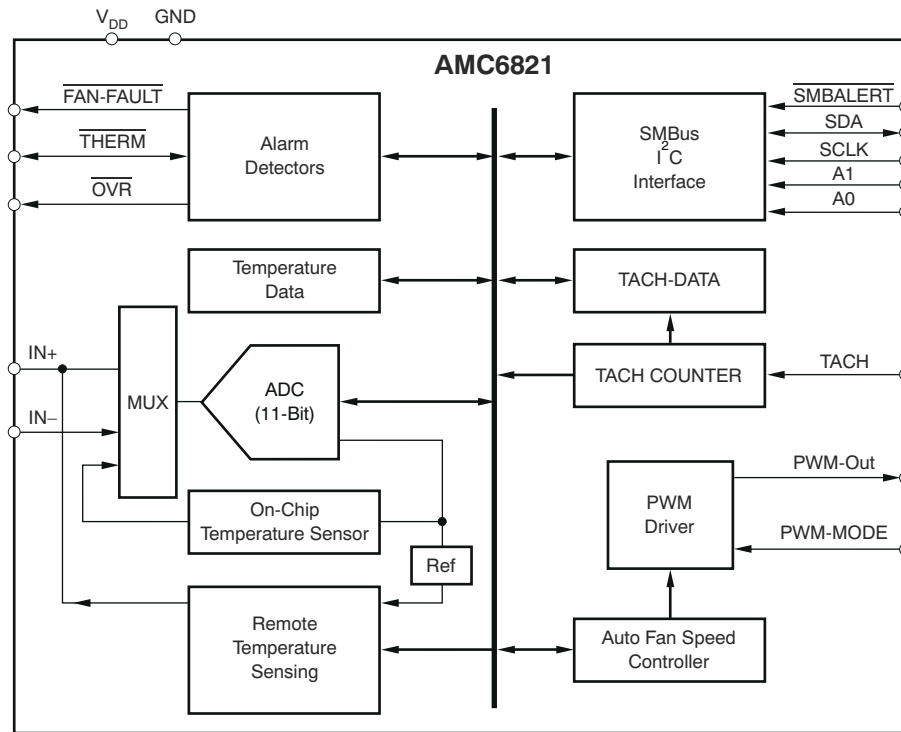 V_DD
GND
AMC6821
FAN-FAULT
THERM
OVR
Alarm
Detectors
SMBus
I²C
Interface
SMBALERT
SDA
SCLK
A1
A0
Temperature
Data
TACH-DATA
IN+
IN–
MUX
ADC
(11-Bit)
TACH COUNTER
TACH
On-Chip
Temperature Sensor
Ref
PWM
Driver
PWM-Out
PWM-MODE
Remote
Temperature
Sensing
Auto Fan Speed
Controller